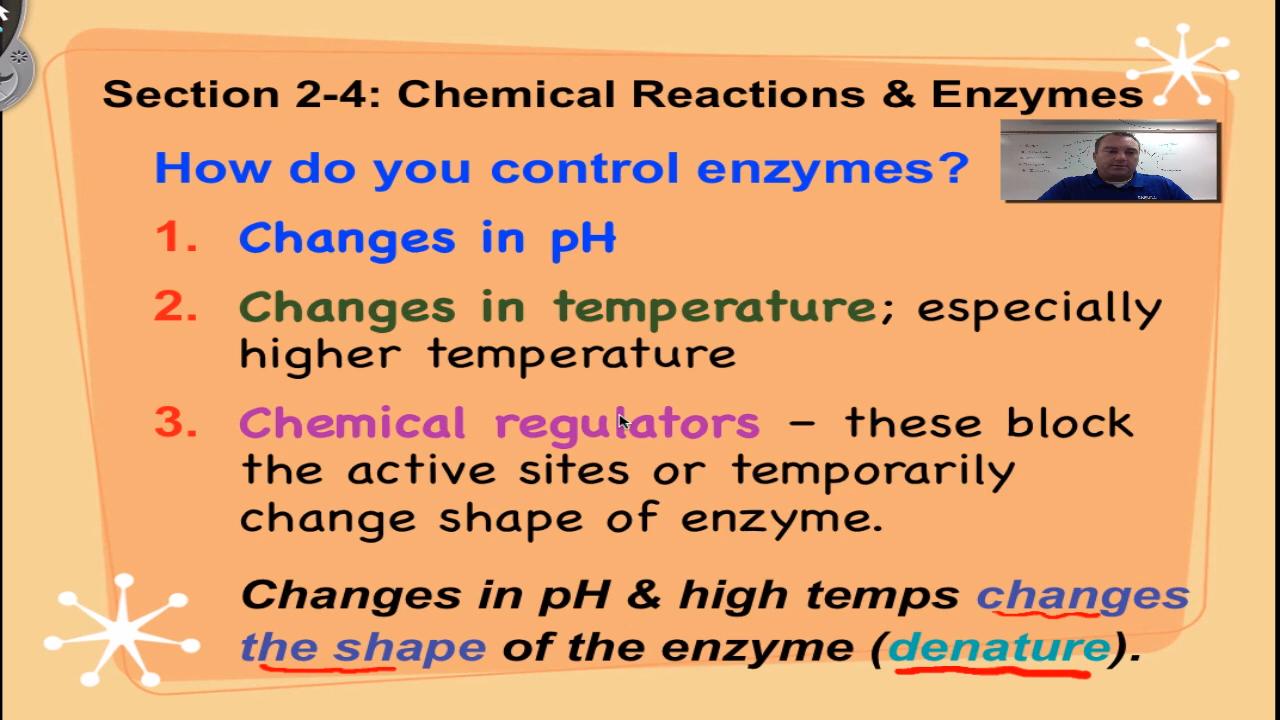 Section 2-4: Chemical Reactions & Enzymes
How do you control enzymes?
1. Changes in pH
2. Changes in temperature; especially
higher temperature
3. Chemical regulators – these block
the active sites or temporarily
change shape of enzyme.
Changes in pH & high temps changes
the shape of the enzyme (denature).